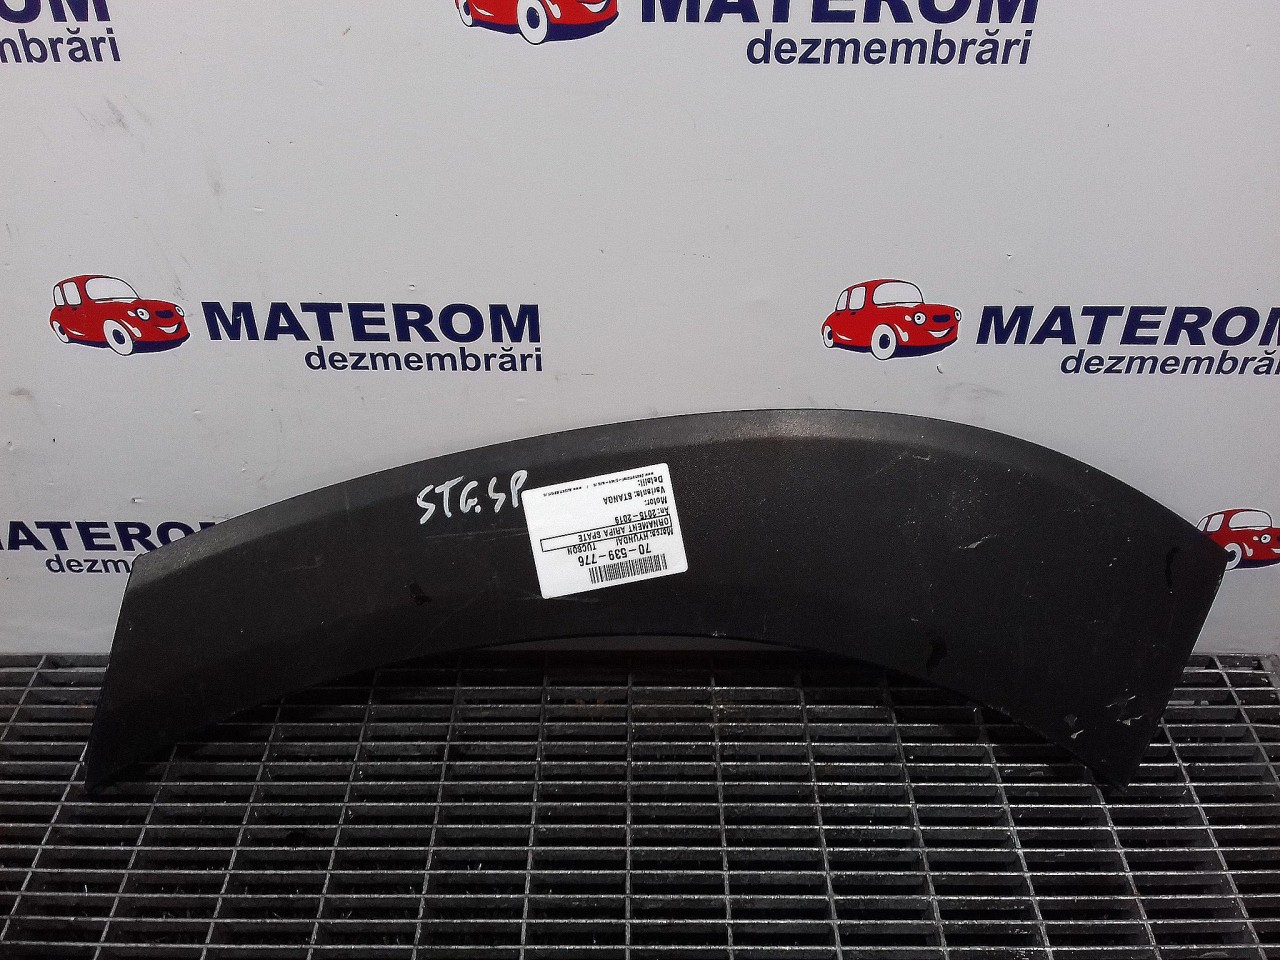 MATEROM
dezmembrări
MATEROM
dezmembrări
MATEROM
dezmembrări
STG.SP
70-539-776
Marca: HYUNDAI TUCSON
ORNAMENT ARIPA SPATE
An: 2015-2019
Motor:
Varianta: STANGA
Detalii: